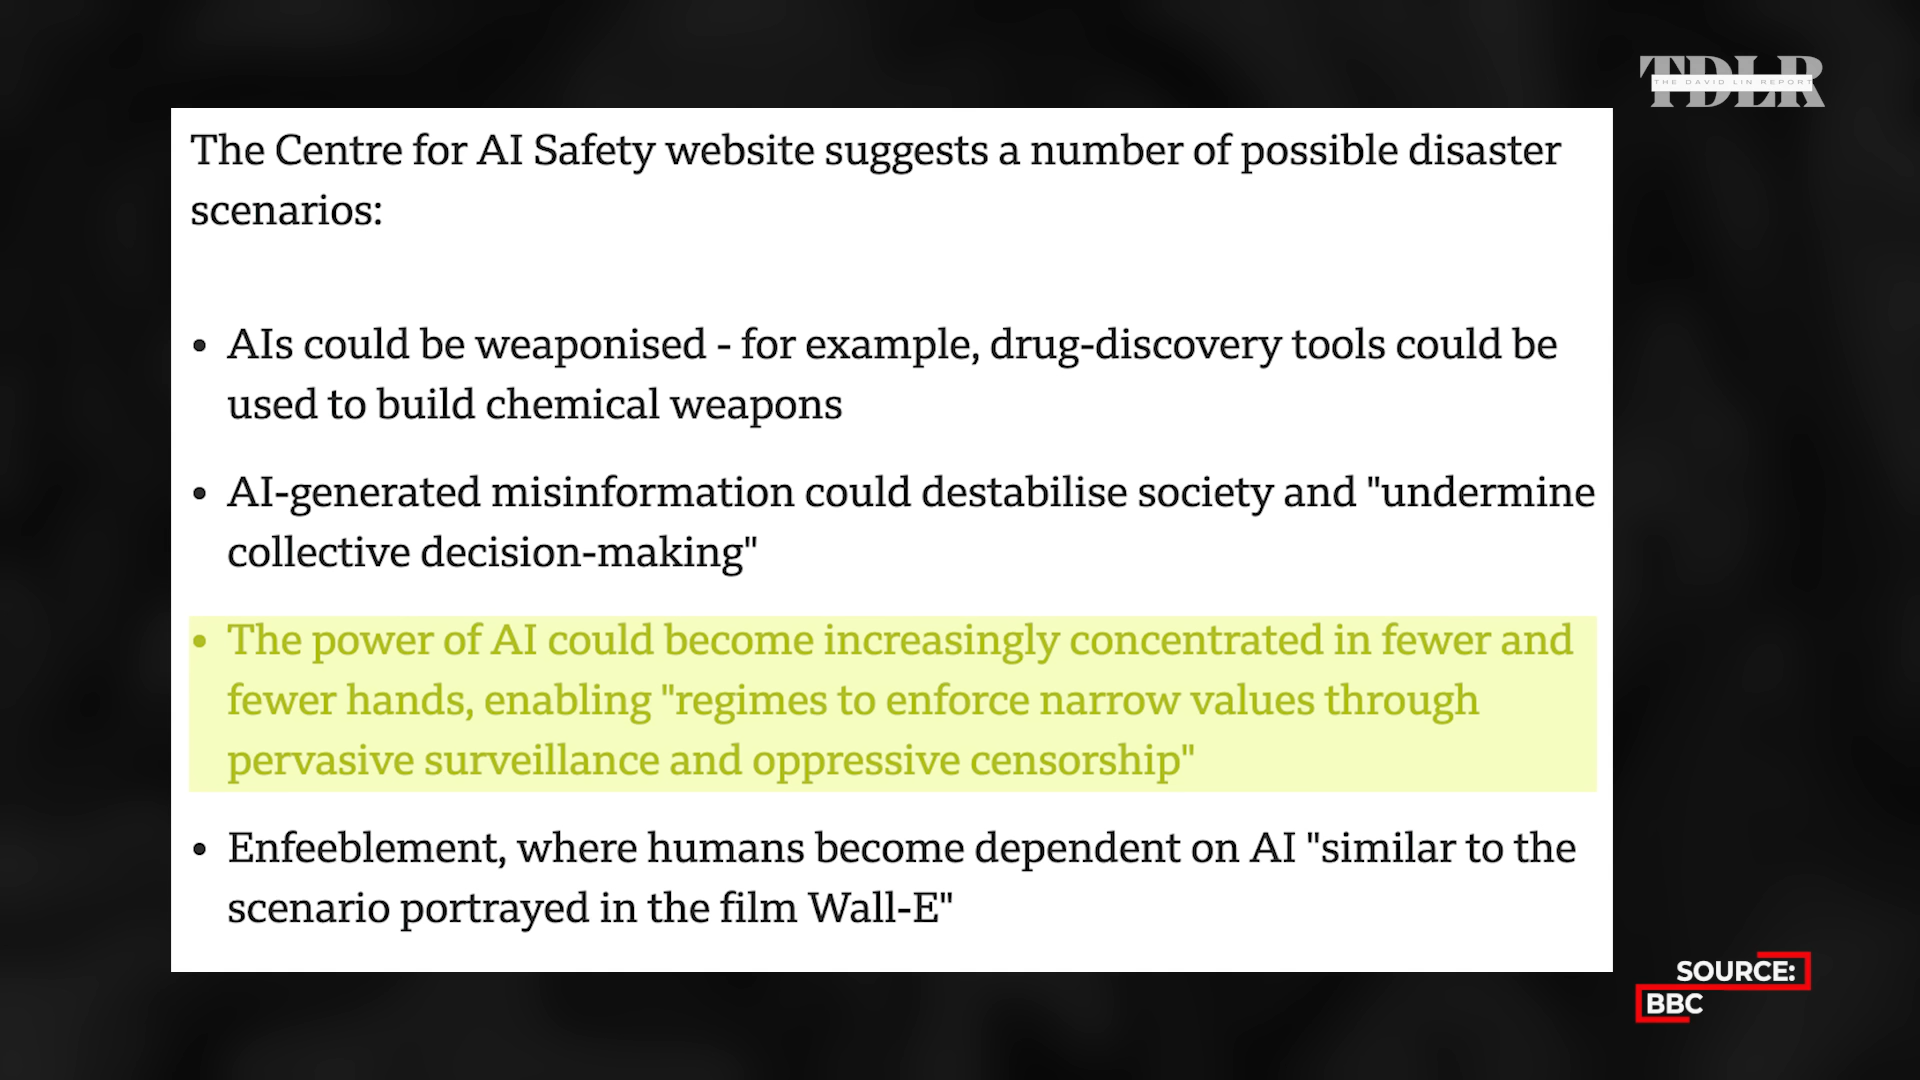 TDLR
THE DAVID LIN REPORT
The Centre for AI Safety website suggests a number of possible disaster
scenarios:
• AIs could be weaponised - for example, drug-discovery tools could be
used to build chemical weapons
• AI-generated misinformation could destabilise society and "undermine
collective decision-making"
• The power of AI could become increasingly concentrated in fewer and
fewer hands, enabling "regimes to enforce narrow values through
pervasive surveillance and oppressive censorship"
• Enfeeblement, where humans become dependent on AI "similar to the
scenario portrayed in the film Wall-E"
SOURCE:
BBC